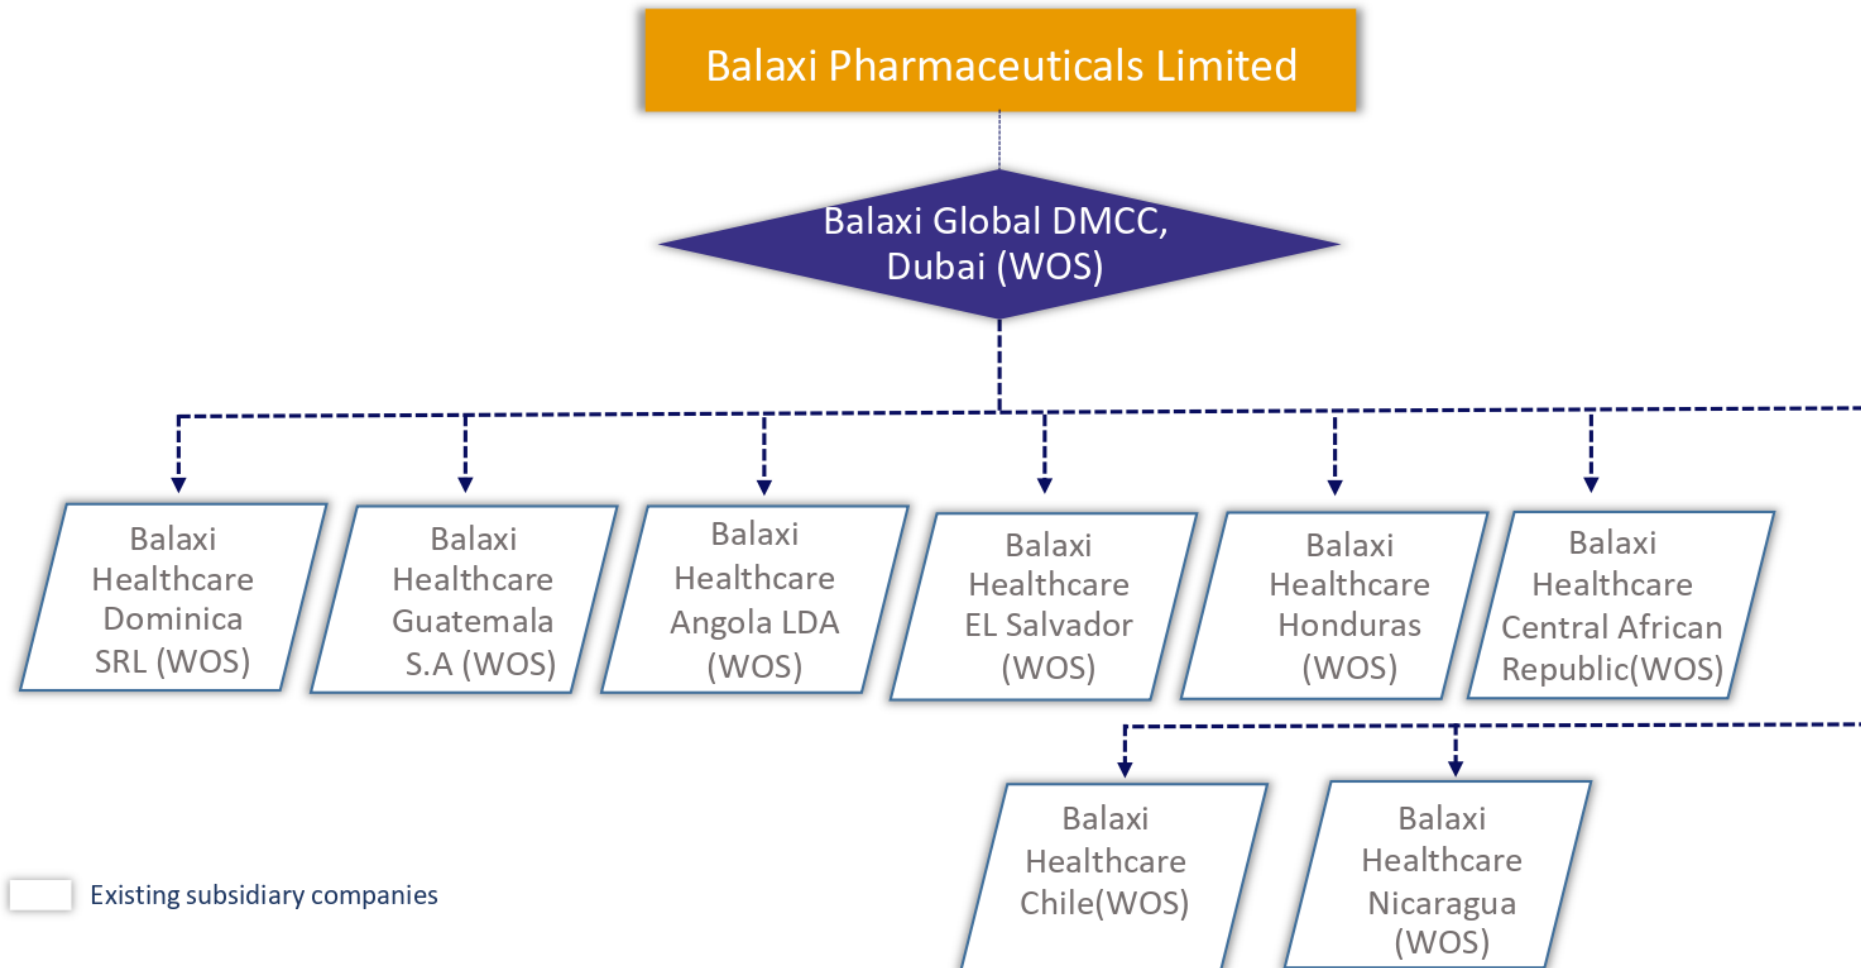 Balaxi Pharmaceuticals Limited
Balaxi Global DMCC,
Dubai (WOS)
Balaxi
Healthcare
Dominica
SRL (WOS)
Balaxi
Healthcare
Guatemala
S.A (WOS)
Balaxi
Healthcare
Angola LDA
(WOS)
Balaxi
Healthcare
EL Salvador
(WOS)
Balaxi
Healthcare
Honduras
(WOS)
Balaxi
Healthcare
Central African
Republic(WOS)
Balaxi
Healthcare
Chile(WOS)
Balaxi
Healthcare
Nicaragua
(WOS)
Existing subsidiary companies